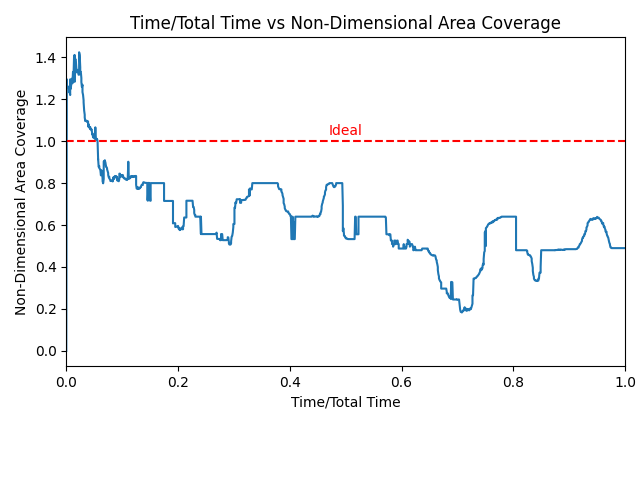 Time/Total Time vs Non-Dimensional Area Coverage
Non-Dimensional Area Coverage
1.4
1.2
1.0
0.8
0.6
0.4
0.2
0.0
Ideal
0.0 0.2 0.4 0.6 0.8 1.0
Time/Total Time